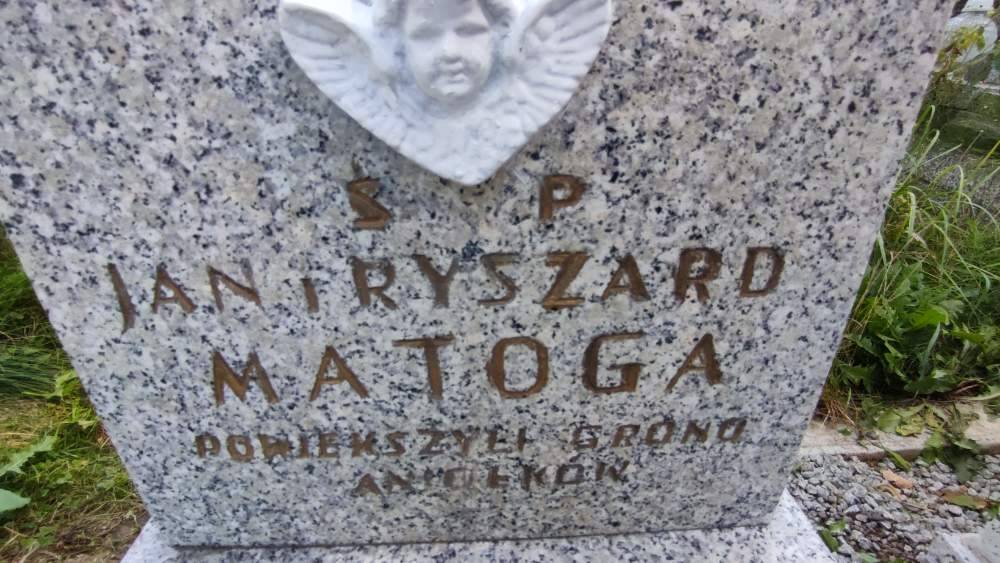 Ś P
JAN I RYSZARD
MATOGA
POWIĘKSZYLI GRONO
ANIOŁKÓW